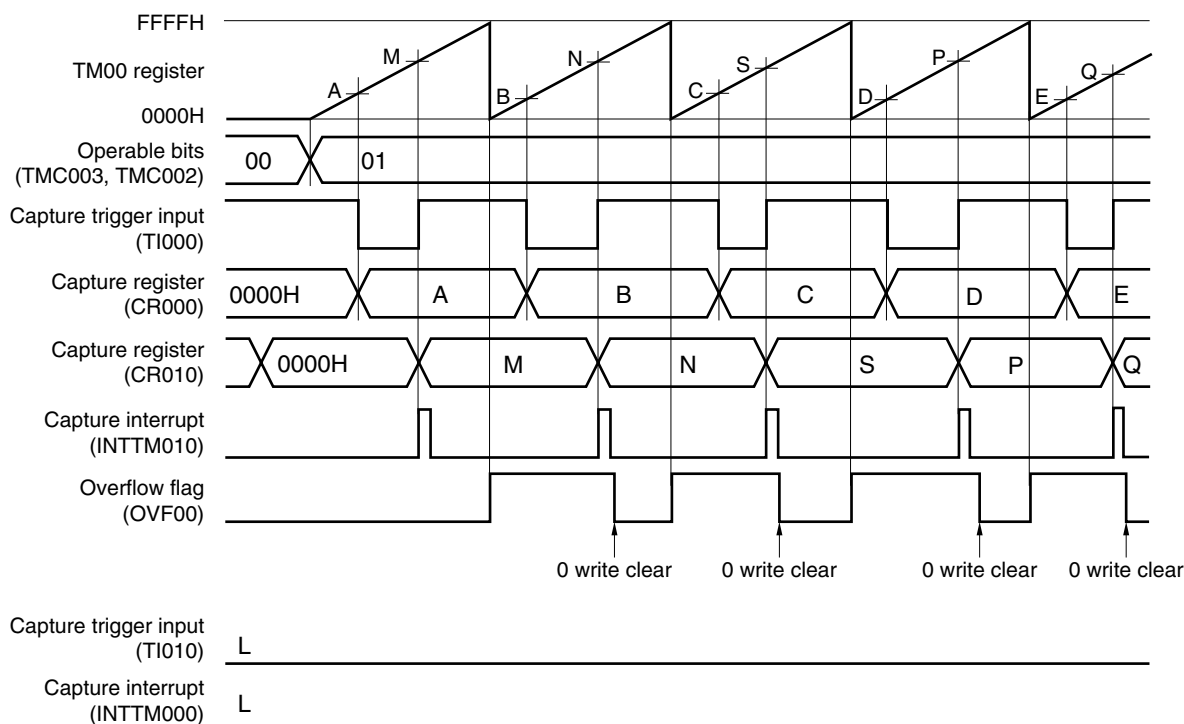 FFFFH
TM00 register
0000H
A M B N C S D P E Q
Operable bits
(TMC003, TMC002)
00 01
Capture trigger input
(TI000)
Capture register
(CR000)
0000H A B C D E
Capture register
(CR010)
0000H M N S P Q
Capture interrupt
(INTTM010)
Overflow flag
(OVF00)
0 write clear 0 write clear 0 write clear 0 write clear
Capture trigger input
(TI010)
L
Capture interrupt
(INTTM000)
L